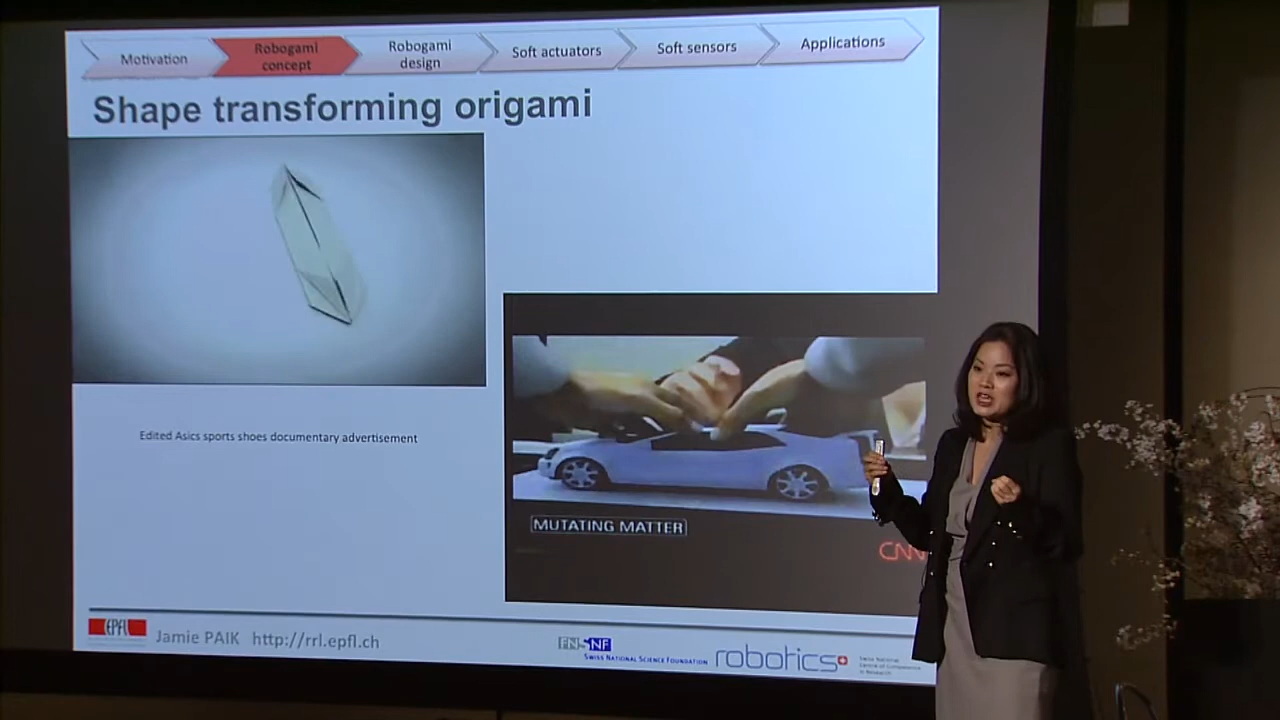 Motivation
Robogami
concept
Robogami
design
Soft actuators
Soft sensors
Applications
Shape transforming origami
Edited Asics sports shoes documentary advertisement
MUTATING MATTER
CNN
EPFL
Jamie PAIK http://rrl.epfl.ch
FNSNF
SWISS NATIONAL SCIENCE FOUNDATION
robotics+
Swiss National
Centre of Competence
in Research